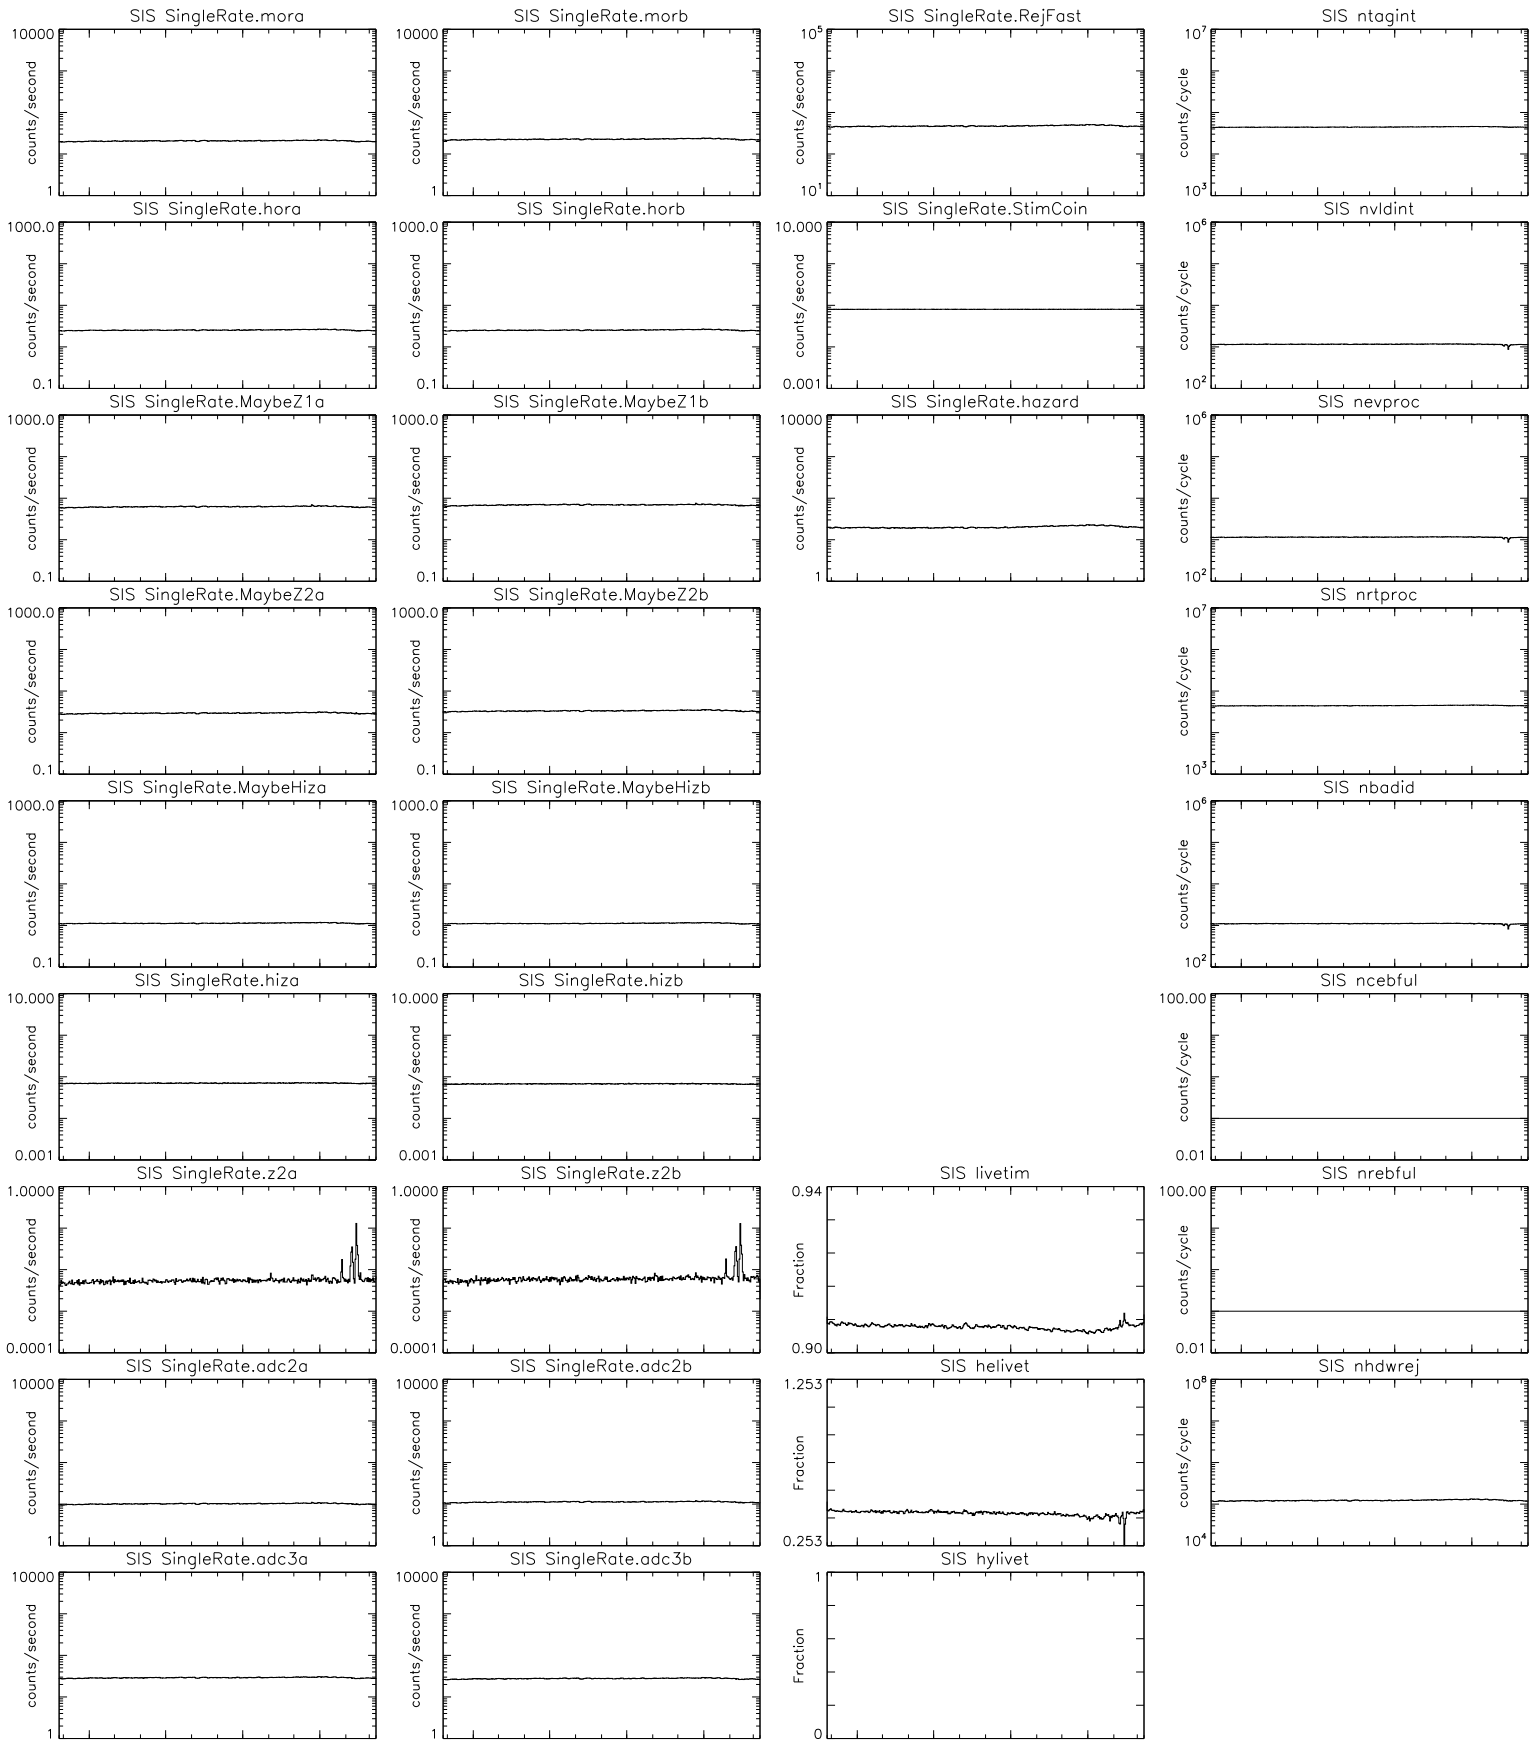 SIS SingleRate.mora
10000
counts/second
1
SIS SingleRate.morb
10000
counts/second
1
SIS SingleRate.RejFast
10^5
counts/second
10^1
SIS ntagint
10^7
counts/cycle
10^3
SIS SingleRate.hora
1000.0
counts/second
0.1
SIS SingleRate.horb
1000.0
counts/second
0.1
SIS SingleRate.StimCoin
10.000
counts/second
0.001
SIS nvldint
10^6
counts/cycle
10^2
SIS SingleRate.MaybeZ1a
1000.0
counts/second
0.1
SIS SingleRate.MaybeZ1b
1000.0
counts/second
0.1
SIS SingleRate.hazard
10000
counts/second
1
SIS nevproc
10^6
counts/cycle
10^2
SIS SingleRate.MaybeZ2a
1000.0
counts/second
0.1
SIS SingleRate.MaybeZ2b
1000.0
counts/second
0.1
SIS nrtproc
10^7
counts/cycle
10^3
SIS SingleRate.MaybeHiza
1000.0
counts/second
0.1
SIS SingleRate.MaybeHizb
1000.0
counts/second
0.1
SIS nbadid
10^6
counts/cycle
10^2
SIS SingleRate.hiza
10.000
counts/second
0.001
SIS SingleRate.hizb
10.000
counts/second
0.001
SIS ncebful
100.00
counts/cycle
0.01
SIS SingleRate.z2a
1.0000
counts/second
0.0001
SIS SingleRate.z2b
1.0000
counts/second
0.0001
SIS livetim
0.94
Fraction
0.90
SIS nrebful
100.00
counts/cycle
0.01
SIS SingleRate.adc2a
10000
counts/second
1
SIS SingleRate.adc2b
10000
counts/second
1
SIS helivet
1.253
Fraction
0.253
SIS nhdwrej
10^8
counts/cycle
10^4
SIS SingleRate.adc3a
10000
counts/second
1
SIS SingleRate.adc3b
10000
counts/second
1
SIS hylivet
1
Fraction
0